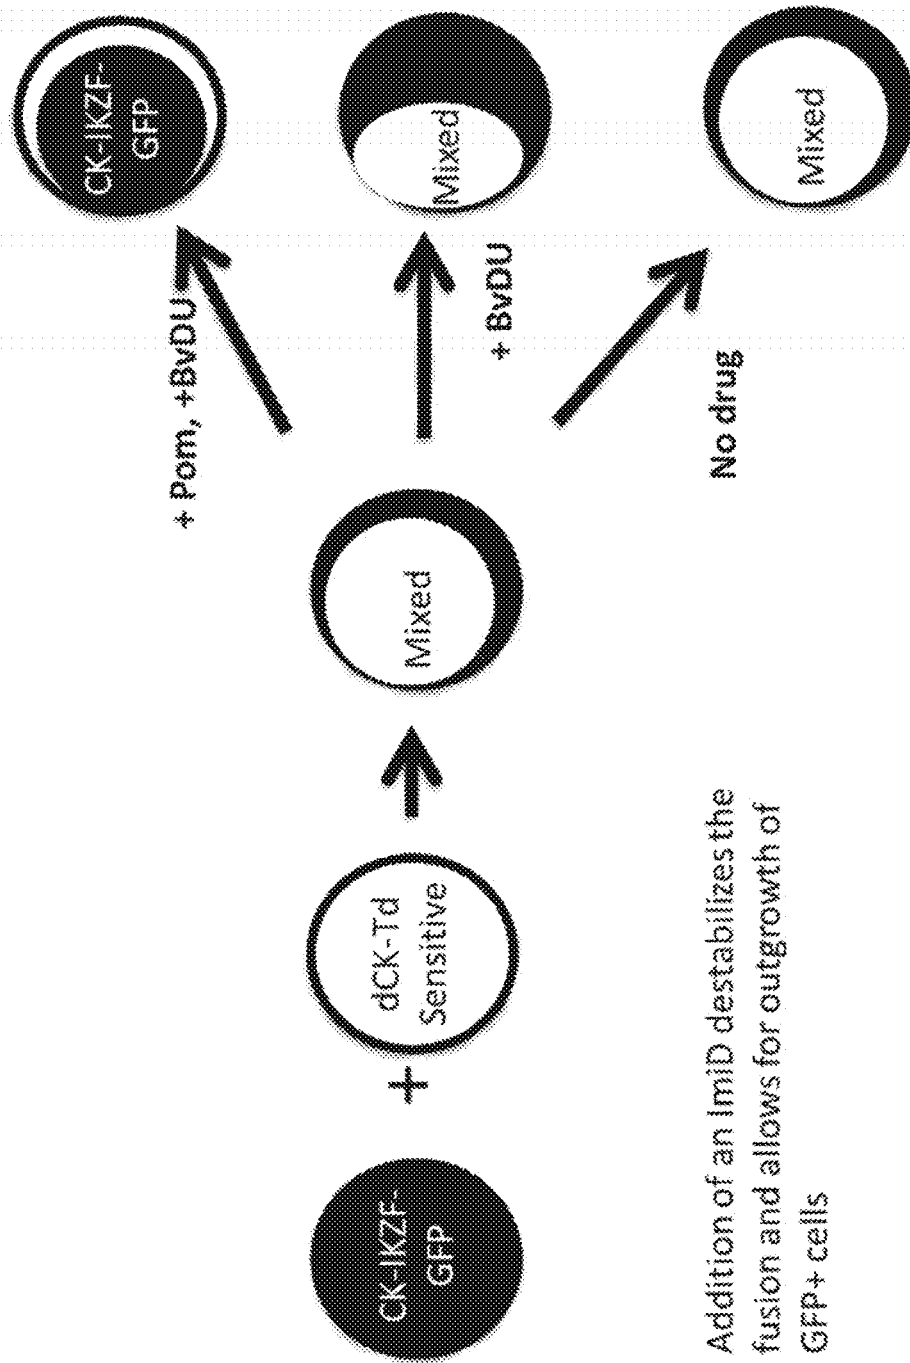 CK-IKZF-
GFP
+
dCK-Td
Sensitive
Mixed
+ Pom, +BvDU
CK-IKZF-
GFP
+ BvDU
Mixed
No drug
Mixed
Addition of an ImiD destabilizes the
fusion and allows for outgrowth of
GFP+ cells